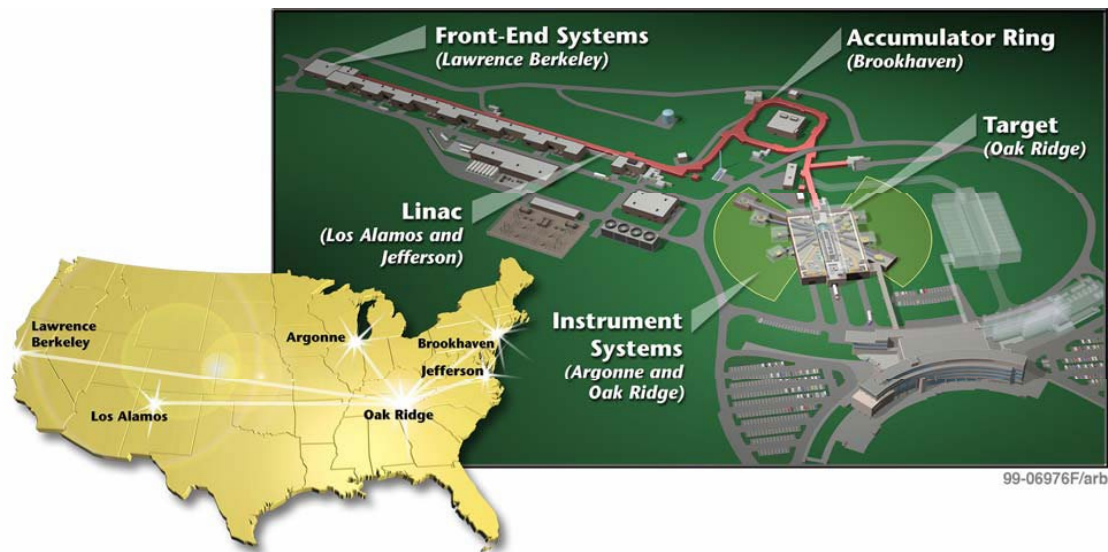 Front-End Systems
(Lawrence Berkeley)
Accumulator Ring
(Brookhaven)
Target
(Oak Ridge)
Linac
(Los Alamos and
Jefferson)
Instrument
Systems
(Argonne and
Oak Ridge)
Lawrence
Berkeley
Argonne
Brookhaven
Jefferson
Los Alamos
Oak Ridge
99-06976F/arb